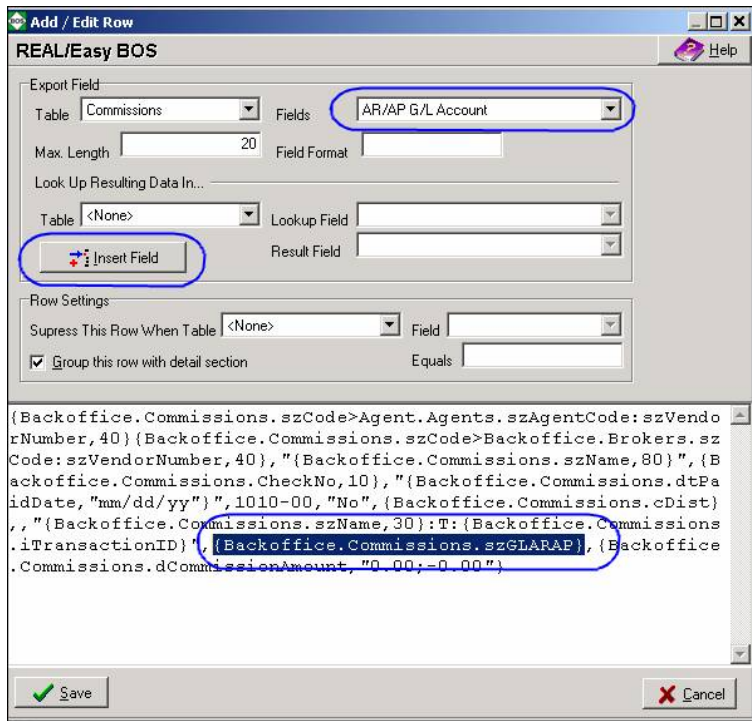 BOS Add / Edit Row
REAL/Easy BOS Help
Export Field
Table Commissions Fields AR/AP G/L Account
Max. Length 20 Field Format
Look Up Resulting Data In...
Table <None> Lookup Field
Insert Field Result Field
Row Settings
Supress This Row When Table <None> Field
Group this row with detail section Equals
{Backoffice.Commissions.szCode>Agent.Agents.szAgentCode:szVendo
rNumber,40}{Backoffice.Commissions.szCode>Backoffice.Brokers.sz
Code:szVendorNumber,40},"{Backoffice.Commissions.szName,80}",{B
ackoffice.Commissions.CheckNo,10},"{Backoffice.Commissions.dtPa
idDate,"mm/dd/yy"}",1010-00,"No",{Backoffice.Commissions.cDist}
,,"{Backoffice.Commissions.szName,30}:T:{Backoffice.Commissions
.iTransactionID}",{Backoffice.Commissions.szGLARAP},{Backoffice
.Commissions.dCommissionAmount,"0.00;-0.00"}
Save Cancel